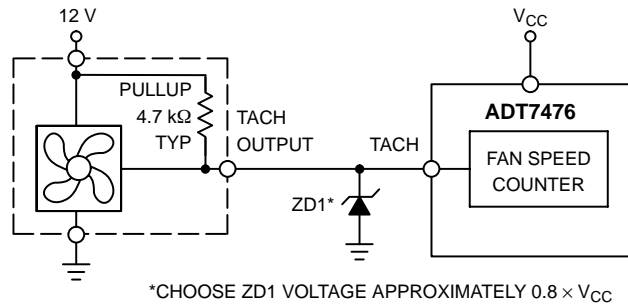 12 V
VCC
PULLUP
4.7 kΩ
TYP
TACH
OUTPUT
TACH
ADT7476
FAN SPEED
COUNTER
ZD1*
*CHOOSE ZD1 VOLTAGE APPROXIMATELY 0.8 × VCC